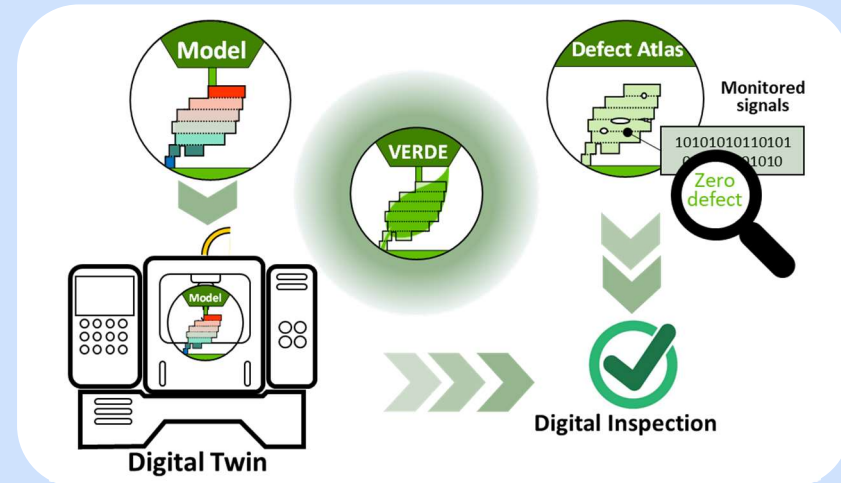 Model
Defect Atlas
Monitored
signals
10101010110101
01010
Zero
defect
VERDE
Model
Digital Twin
Digital Inspection